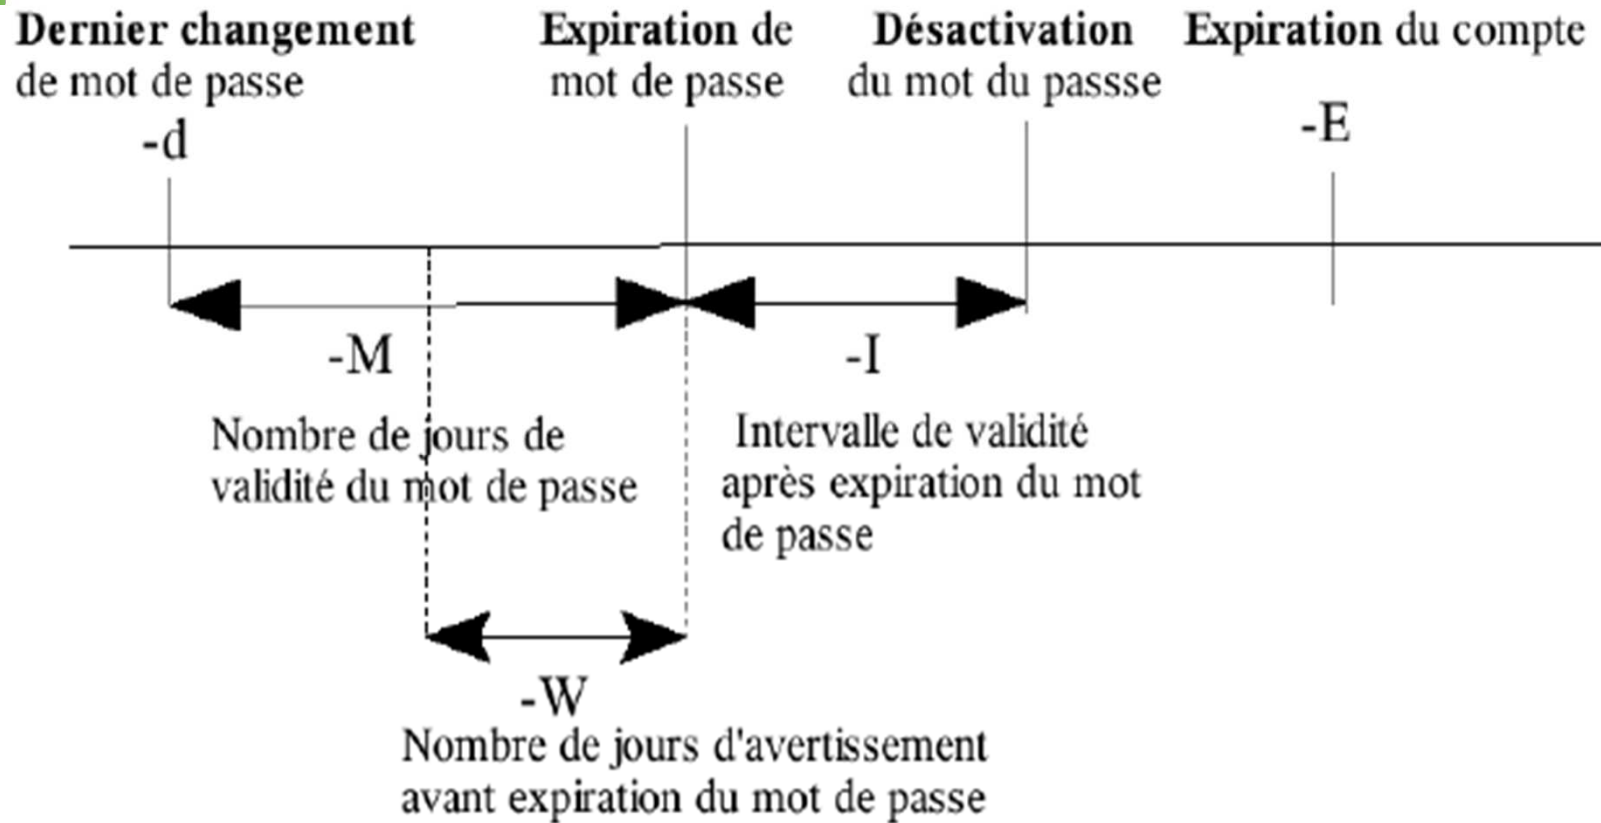 Dernier changement
de mot de passe
-d
Expiration de
mot de passe
Désactivation
du mot du passse
Expiration du compte
-E
-M
Nombre de jours de
validité du mot de passe
-I
Intervalle de validité
après expiration du mot
de passe
-W
Nombre de jours d'avertissement
avant expiration du mot de passe